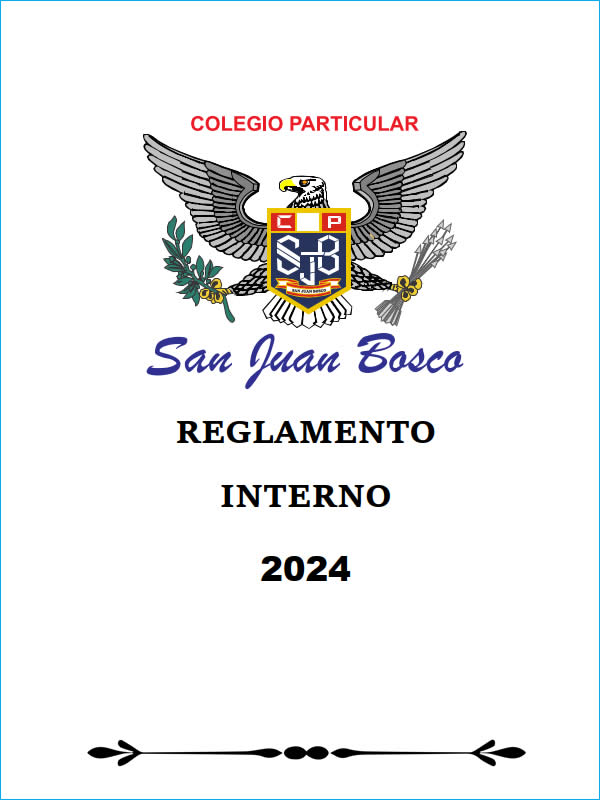 COLEGIO PARTICULAR
C P
SJB
SAN JUAN BOSCO
San Juan Bosco
REGLAMENTO
INTERNO
2024